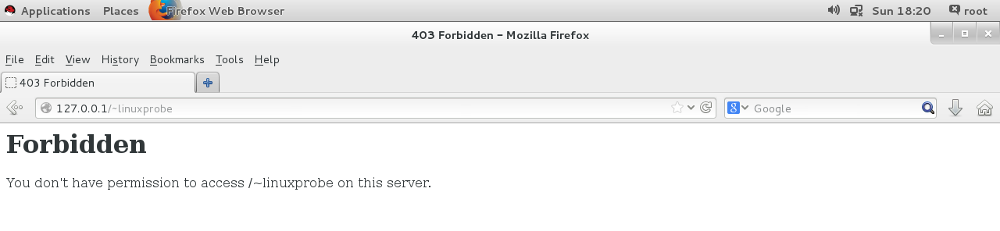 Applications Places Firefox Web Browser Sun 18:20 root
403 Forbidden - Mozilla Firefox
File Edit View History Bookmarks Tools Help
403 Forbidden
127.0.0.1/~linuxprobe Google
Forbidden
You don't have permission to access /~linuxprobe on this server.